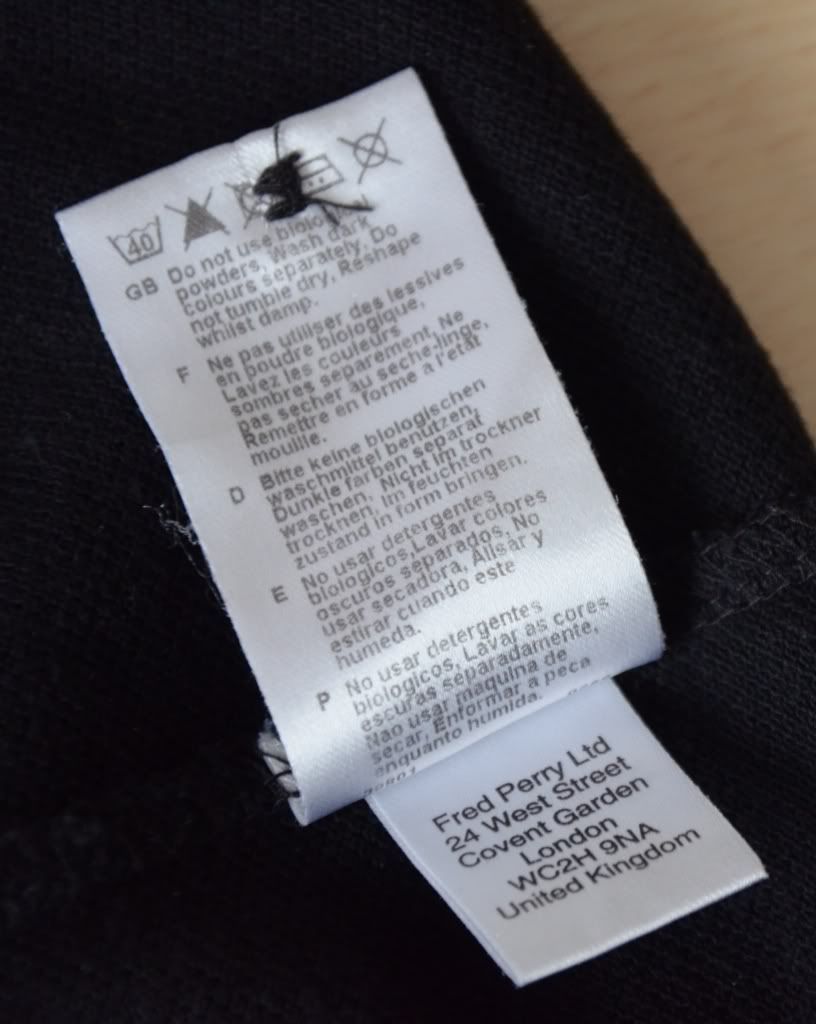 40
GB Do not use biological
powders, Wash dark
colours separately, Do
not tumble dry, Reshape
whilst damp.
F Ne pas utiliser des lessives
en poudre biologique,
Lavez les couleurs
sombres separement, Ne
pas secher au seche-linge,
Remettre en forme a l'etat
mouille.
D Bitte keine biologischen
waschmittel benutzen,
Dunkle farben separat
waschen, Nicht im trockner
trocknen, Im feuchten
zustand in form bringen.
E No usar detergentes
biologicos,Lavar colores
oscuros separados, No
usar secadora, Alisar y
estirar cuando este
humeda.
P No usar detergentes
biologicos, Lavar as cores
escuras separadamente,
Nao usar maquina de
secar, Enformar a peca
enquanto humida.
Fred Perry Ltd
24 West Street
Covent Garden
London
WC2H 9NA
United Kingdom